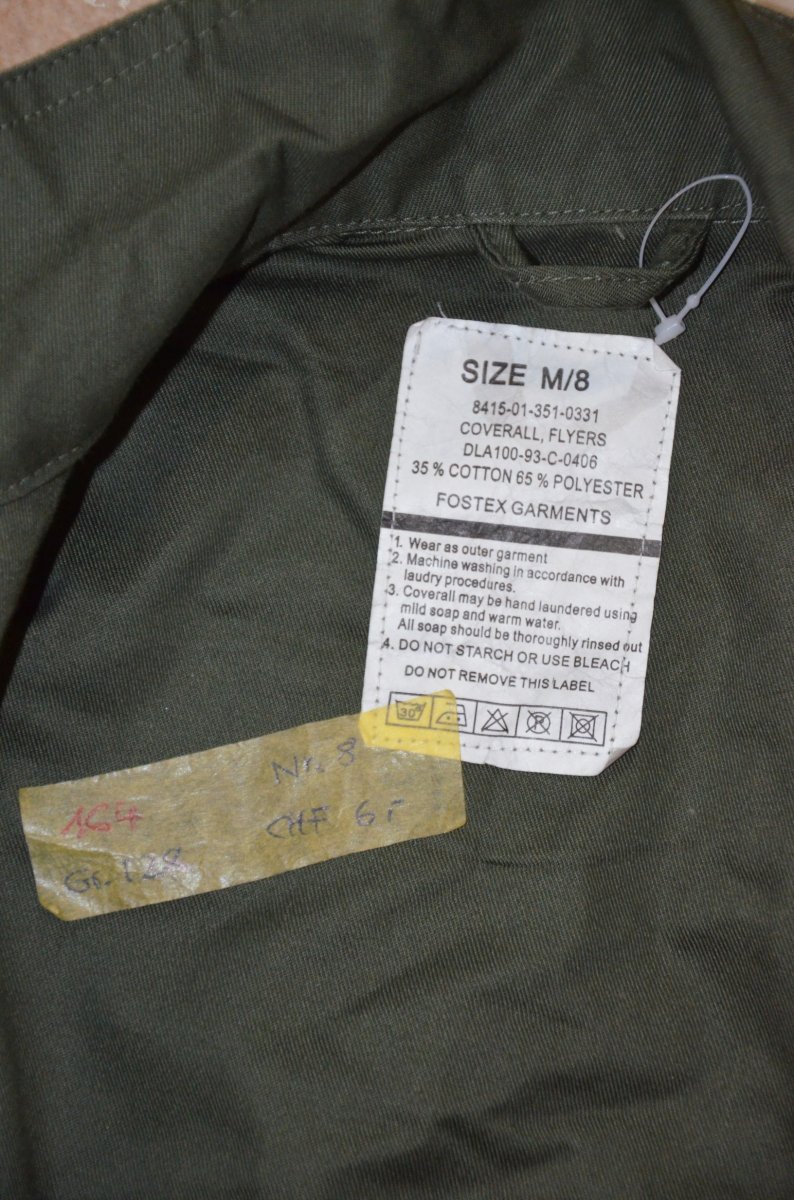 SIZE M/8
8415-01-351-0331
COVERALL, FLYERS
DLA100-93-C-0406
35 % COTTON 65 % POLYESTER
FOSTEX GARMENTS
1. Wear as outer garment
2. Machine washing in accordance with
laudry procedures.
3. Coverall may be hand laundered using
mild soap and warm water.
All soap should be thoroughly rinsed out
4. DO NOT STARCH OR USE BLEACH
DO NOT REMOVE THIS LABEL
30°
Nr. 8
CHF 6.-
Gr. 128